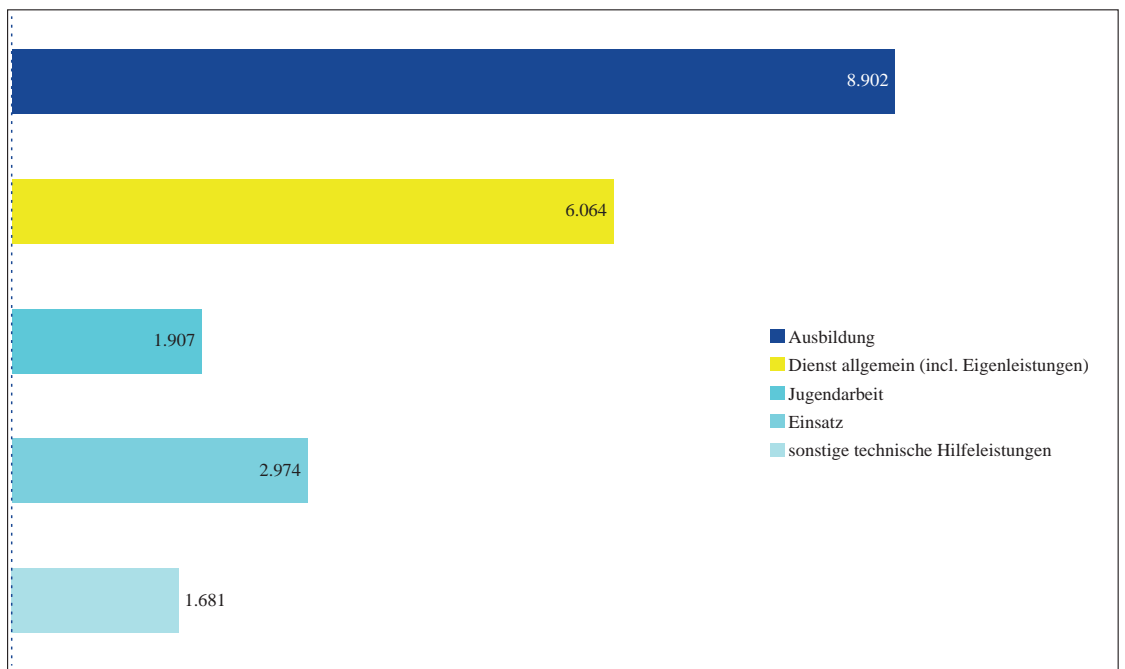 8.902
6.064
1.907
2.974
1.681
Ausbildung
Dienst allgemein (incl. Eigenleistungen)
Jugendarbeit
Einsatz
sonstige technische Hilfeleistungen